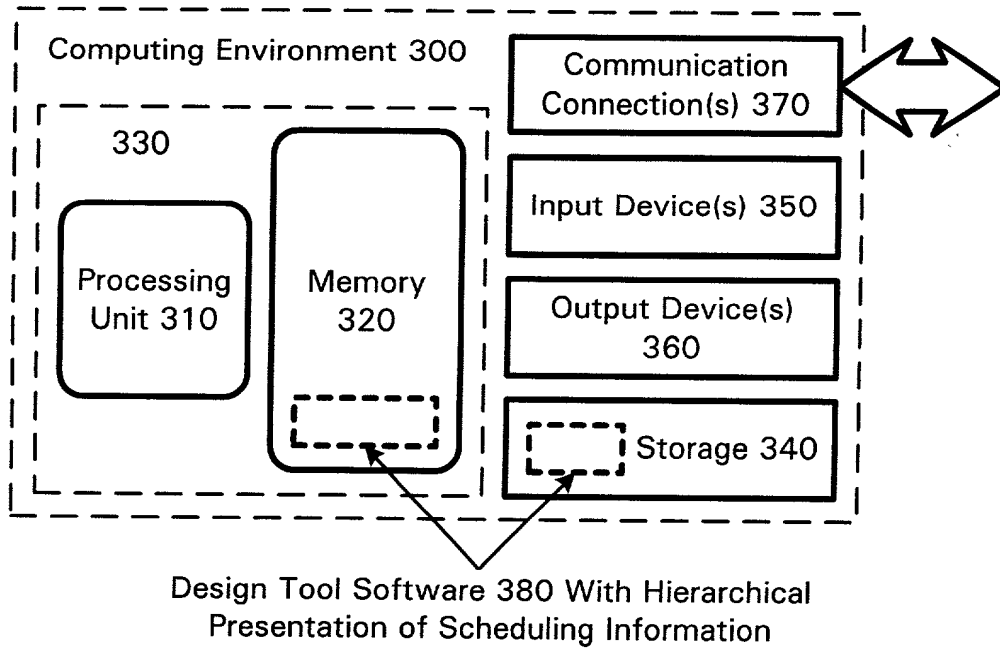 Computing Environment 300
330
Processing
Unit 310
Memory
320
Communication
Connection(s) 370
Input Device(s) 350
Output Device(s)
360
Storage 340
Design Tool Software 380 With Hierarchical
Presentation of Scheduling Information